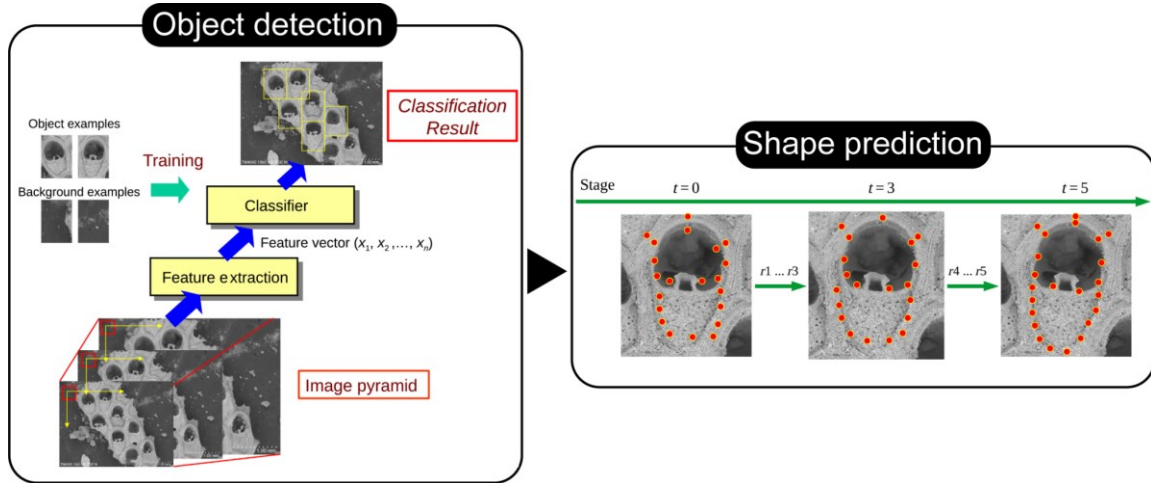 Object detection
Classification
Result
Object examples
Training
Background examples
Classifier
Feature vector (x₁, x₂ ,..., xₙ)
Feature extraction
Image pyramid
Shape prediction
Stage
t = 0
t = 3
t = 5
r1 ... r3
r4 ... r5